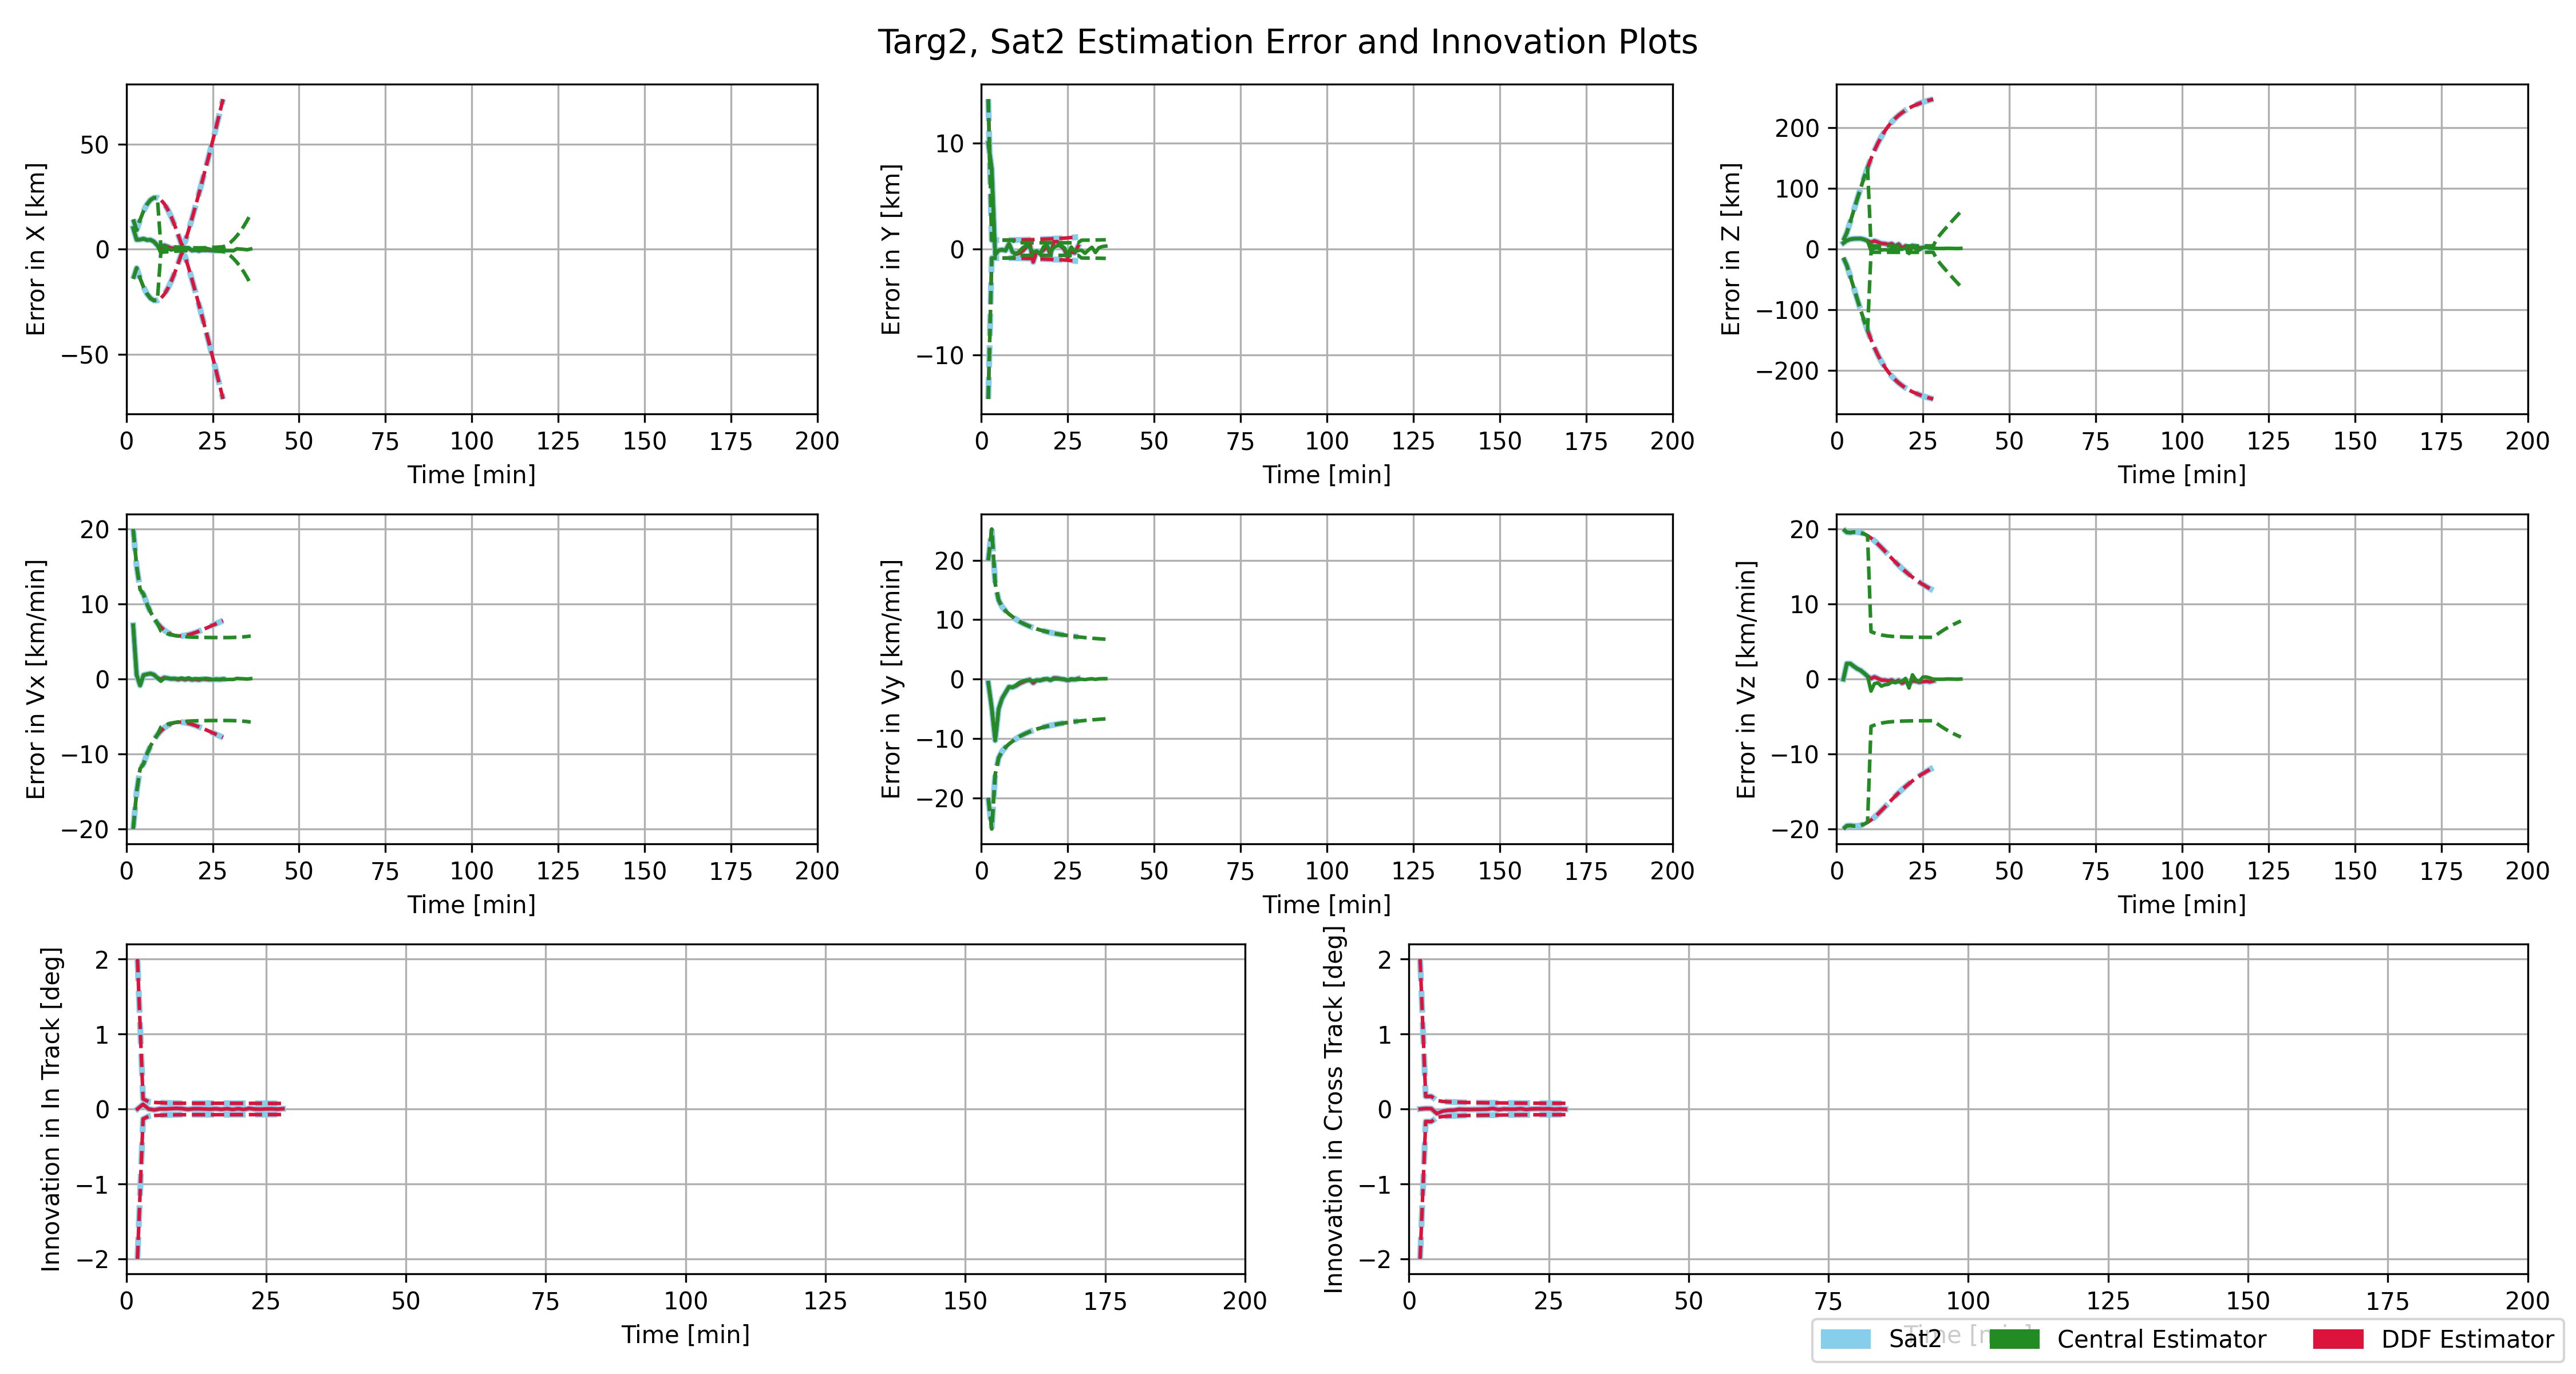 Targ2, Sat2 Estimation Error and Innovation Plots
Error in X [km]
50
0
−50
0 25 50 75 100 125 150 175 200
Time [min]
Error in Y [km]
10
0
−10
0 25 50 75 100 125 150 175 200
Time [min]
Error in Z [km]
200
100
0
−100
−200
0 25 50 75 100 125 150 175 200
Time [min]
Error in Vx [km/min]
20
10
0
−10
−20
0 25 50 75 100 125 150 175 200
Time [min]
Error in Vy [km/min]
20
10
0
−10
−20
0 25 50 75 100 125 150 175 200
Time [min]
Error in Vz [km/min]
20
10
0
−10
−20
0 25 50 75 100 125 150 175 200
Time [min]
Innovation in In Track [deg]
2
1
0
−1
−2
0 25 50 75 100 125 150 175 200
Time [min]
Innovation in Cross Track [deg]
2
1
0
−1
−2
0 25 50 75 100 125 150 175 200
Time [min]
Sat2 Central Estimator DDF Estimator